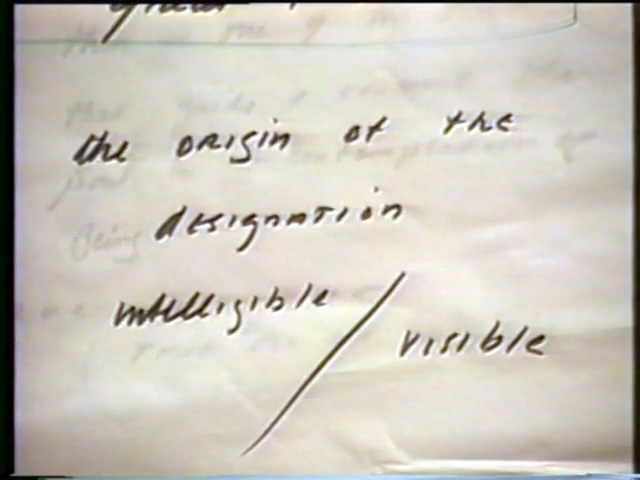 the origin of the
designation
intelligible / visible